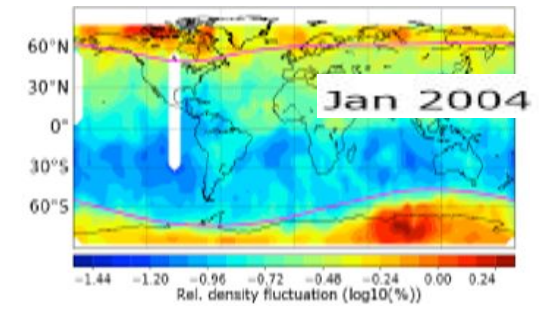 60°N
30°N
Jan 2004
0°
30°S
60°S
−1.44 −1.20 −0.96 −0.72 −0.48 −0.24 0.00 0.24
Rel. density fluctuation (log10(%))